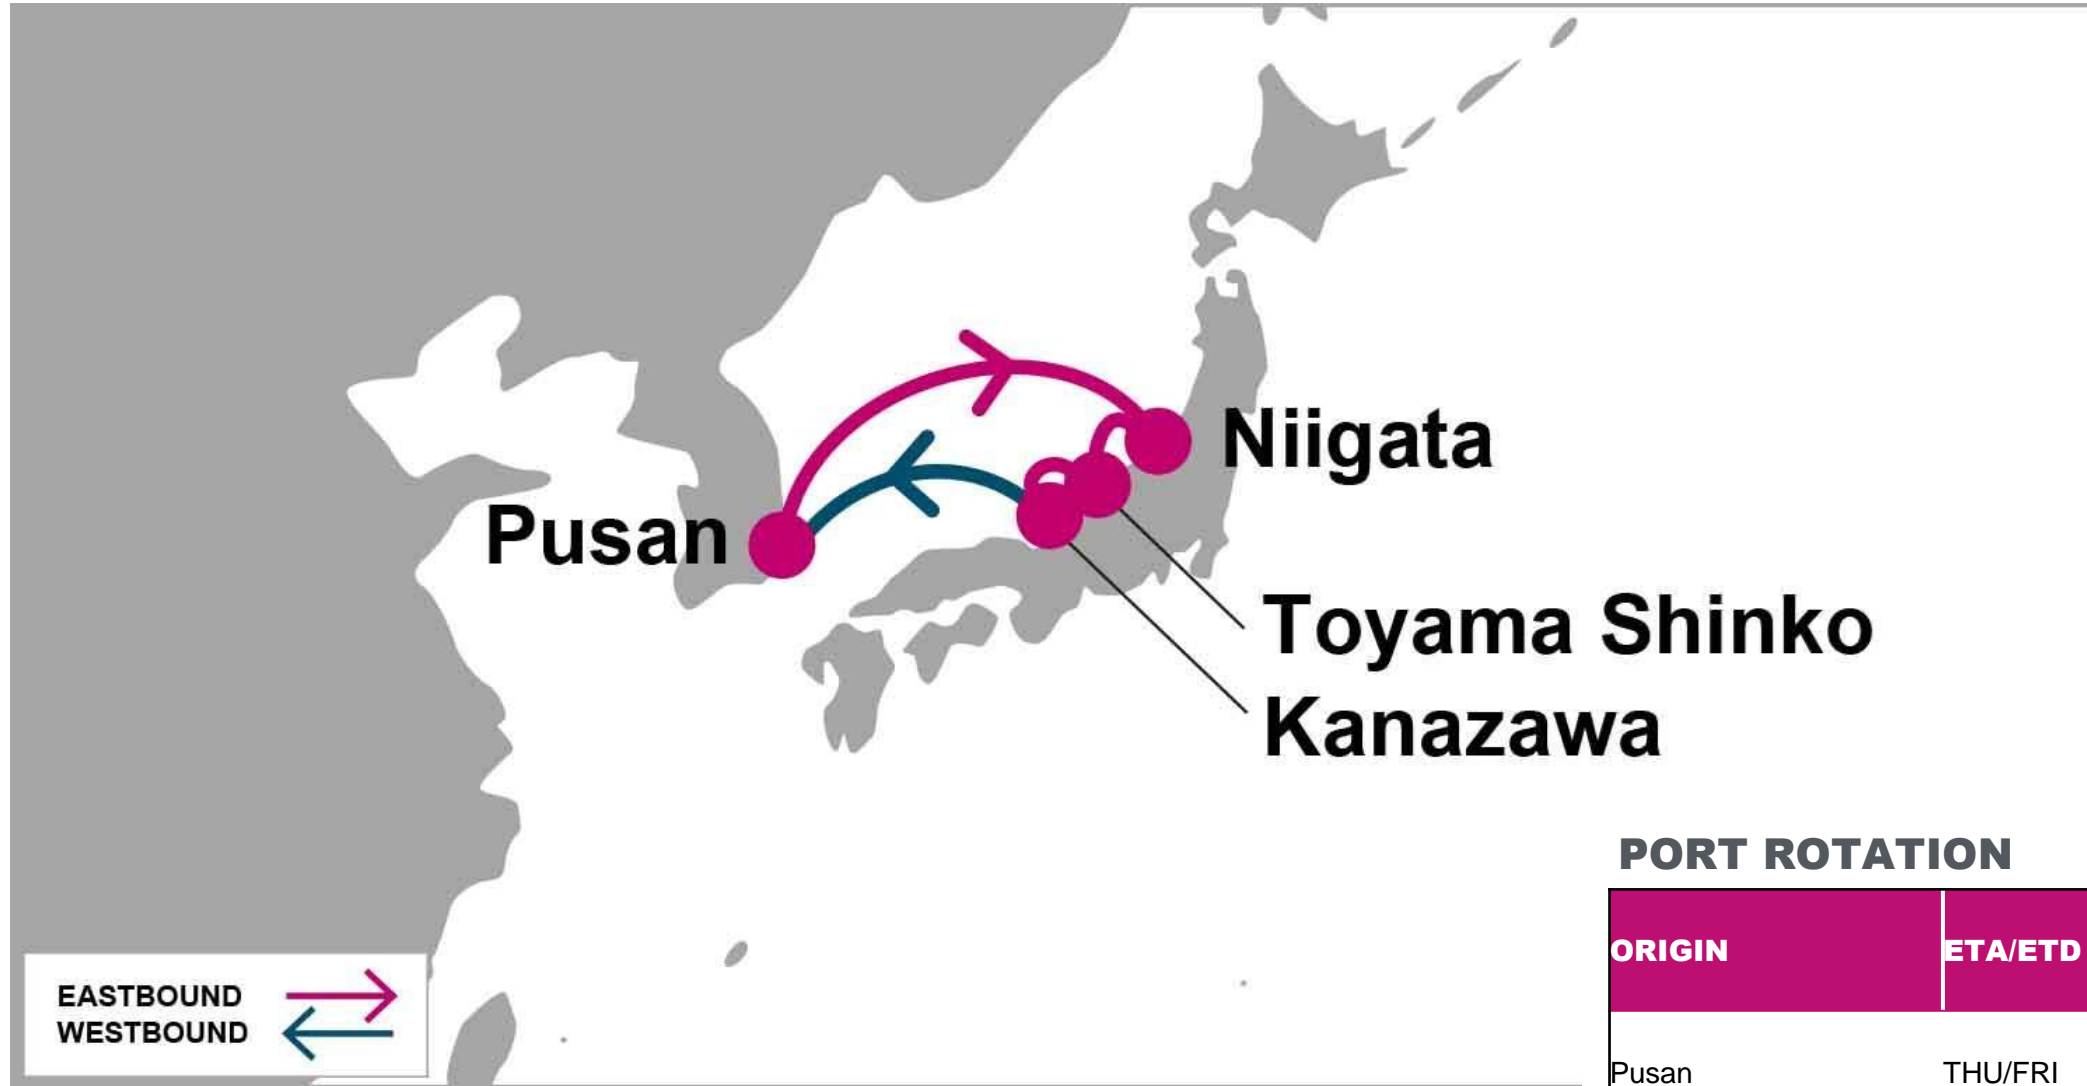 Niigata
Pusan
Toyama Shinko
Kanazawa
PORT ROTATION
ORIGIN ETA/ETD
EASTBOUND
WESTBOUND
Pusan THU/FRI